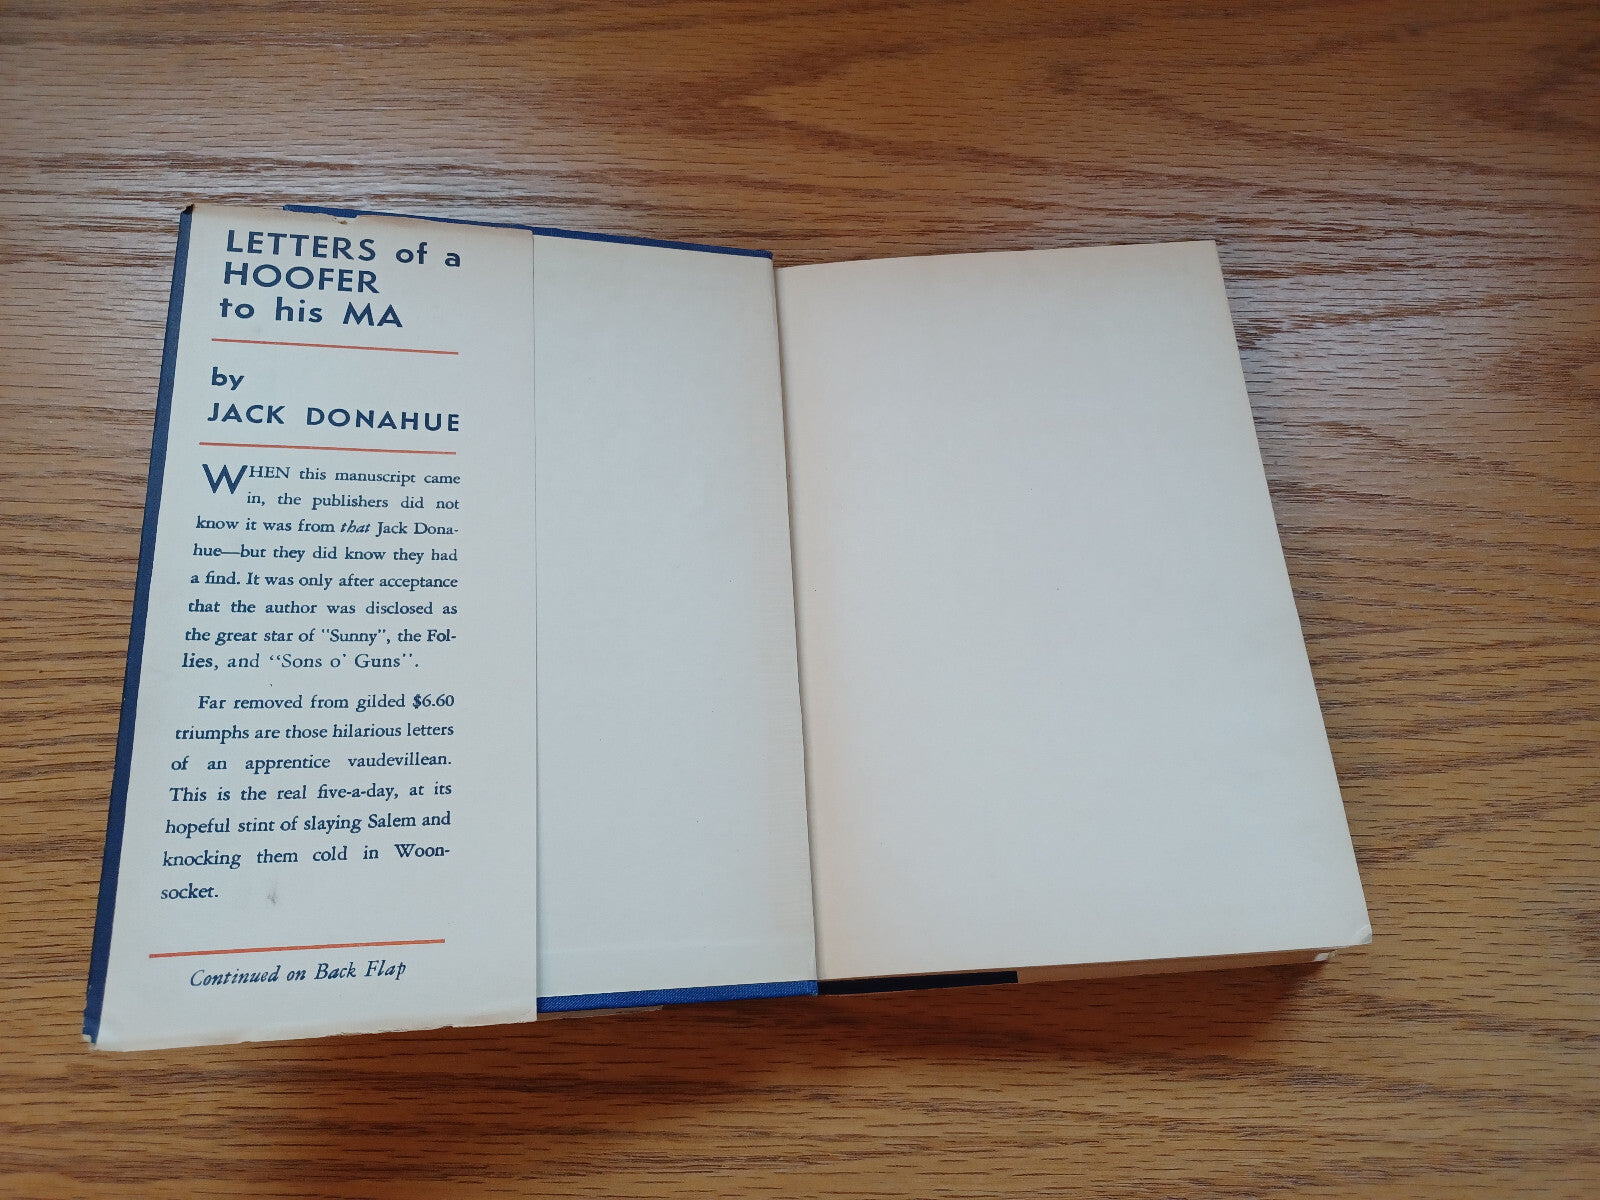 LETTERS of a
HOOFER
to his MA
by
JACK DONAHUE
WHEN this manuscript came
in, the publishers did not
know it was from that Jack Dona-
hue—but they did know they had
a find. It was only after acceptance
that the author was disclosed as
the great star of "Sunny", the Fol-
lies, and "Sons o' Guns".
Far removed from gilded $6.60
triumphs are those hilarious letters
of an apprentice vaudevillean.
This is the real five-a-day, at its
hopeful stint of slaying Salem and
knocking them cold in Woon-
socket.
Continued on Back Flap